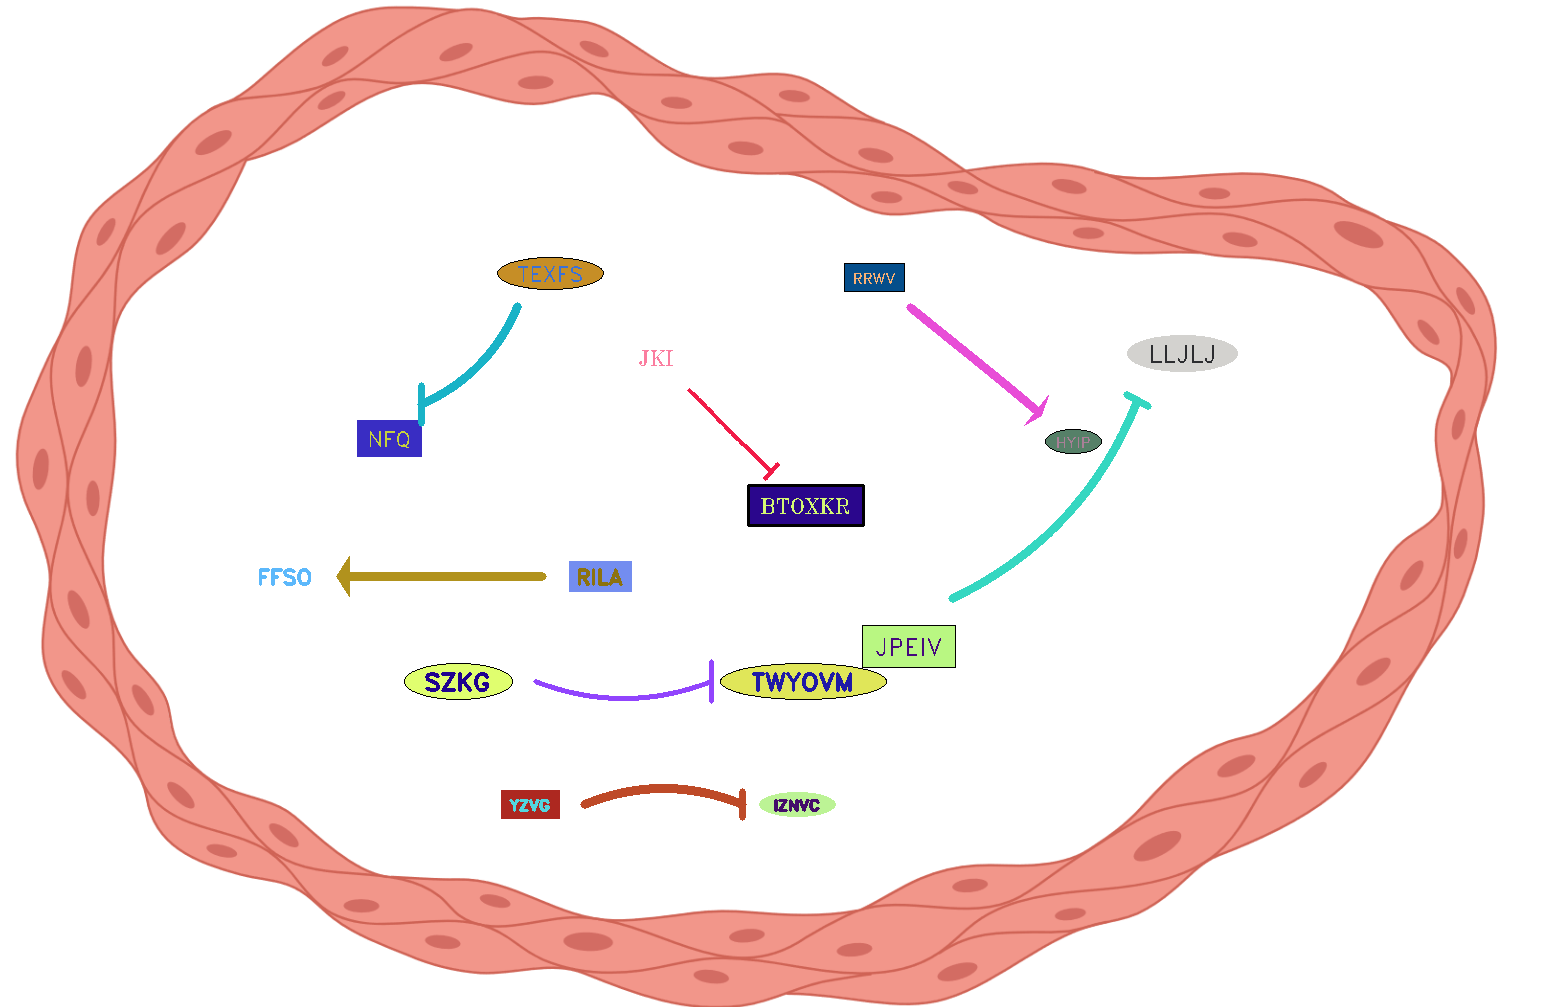 TEXFS
RRWV
LLJLJ
JKI
NFQ
HYIP
BTOXKR
FFSO
RILA
JPEIV
SZKG
TWYOVM
YZVG
IZNVC